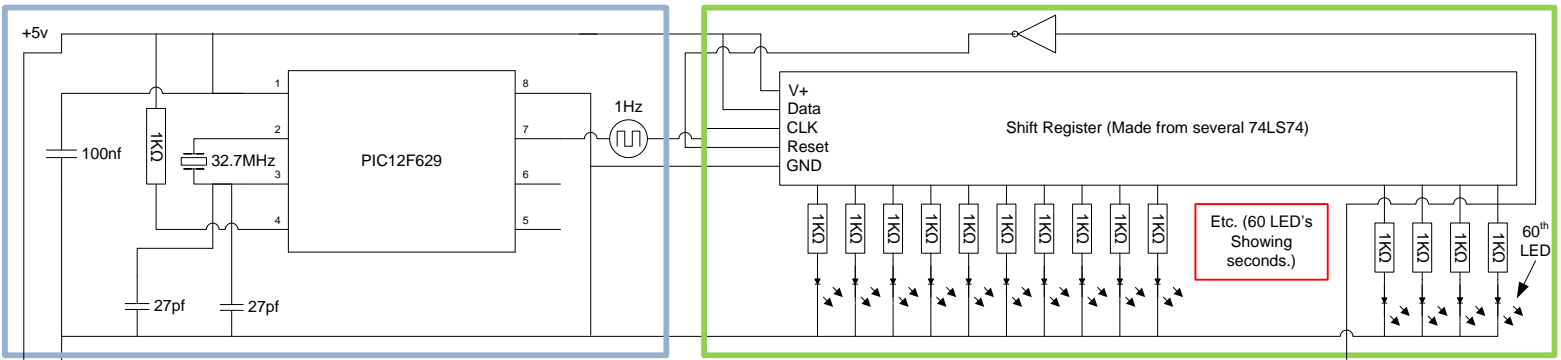 +5v
1
2
3
4
8
7
6
5
1KΩ
100nf
32.7MHz
PIC12F629
27pf
27pf
1Hz
V+
Data
CLK
Reset
GND
Shift Register (Made from several 74LS74)
1KΩ
1KΩ
1KΩ
1KΩ
1KΩ
1KΩ
1KΩ
1KΩ
1KΩ
1KΩ
Etc. (60 LED's
Showing
seconds.)
1KΩ
1KΩ
1KΩ
1KΩ
60th
LED